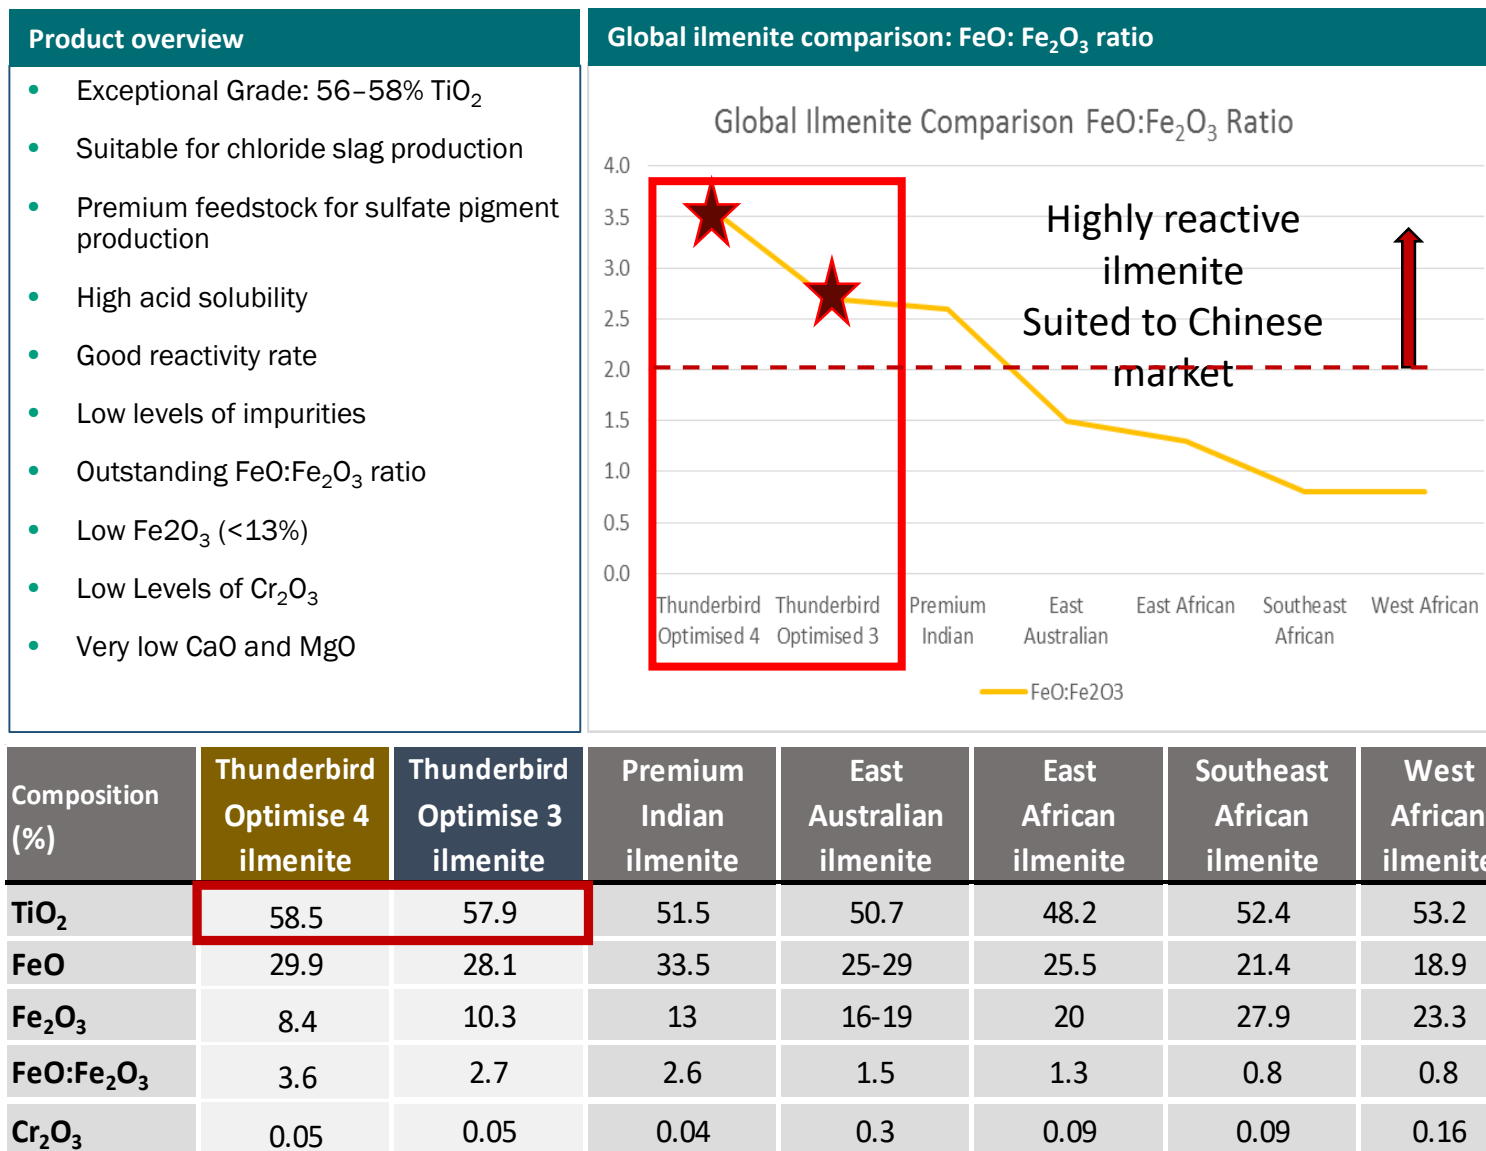 Product overview
• Exceptional Grade: 56–58% TiO₂
• Suitable for chloride slag production
• Premium feedstock for sulfate pigment
production
• High acid solubility
• Good reactivity rate
• Low levels of impurities
• Outstanding FeO:Fe₂O₃ ratio
• Low Fe2O₃ (<13%)
• Low Levels of Cr₂O₃
• Very low CaO and MgO
Global ilmenite comparison: FeO: Fe₂O₃ ratio
Global Ilmenite Comparison FeO:Fe₂O₃ Ratio
4.0
3.5
3.0
2.5
2.0
1.5
1.0
0.5
0.0
Highly reactive
ilmenite
Suited to Chinese
market
Thunderbird Optimised 4
Thunderbird Optimised 3
Premium Indian
East Australian
East African
Southeast African
West African
FeO:Fe2O3
Composition (%) Thunderbird Optimise 4 ilmenite Thunderbird Optimise 3 ilmenite Premium Indian ilmenite East Australian ilmenite East African ilmenite Southeast African ilmenite West African ilmenite
TiO₂ 58.5 57.9 51.5 50.7 48.2 52.4 53.2
FeO 29.9 28.1 33.5 25-29 25.5 21.4 18.9
Fe₂O₃ 8.4 10.3 13 16-19 20 27.9 23.3
FeO:Fe₂O₃ 3.6 2.7 2.6 1.5 1.3 0.8 0.8
Cr₂O₃ 0.05 0.05 0.04 0.3 0.09 0.09 0.16